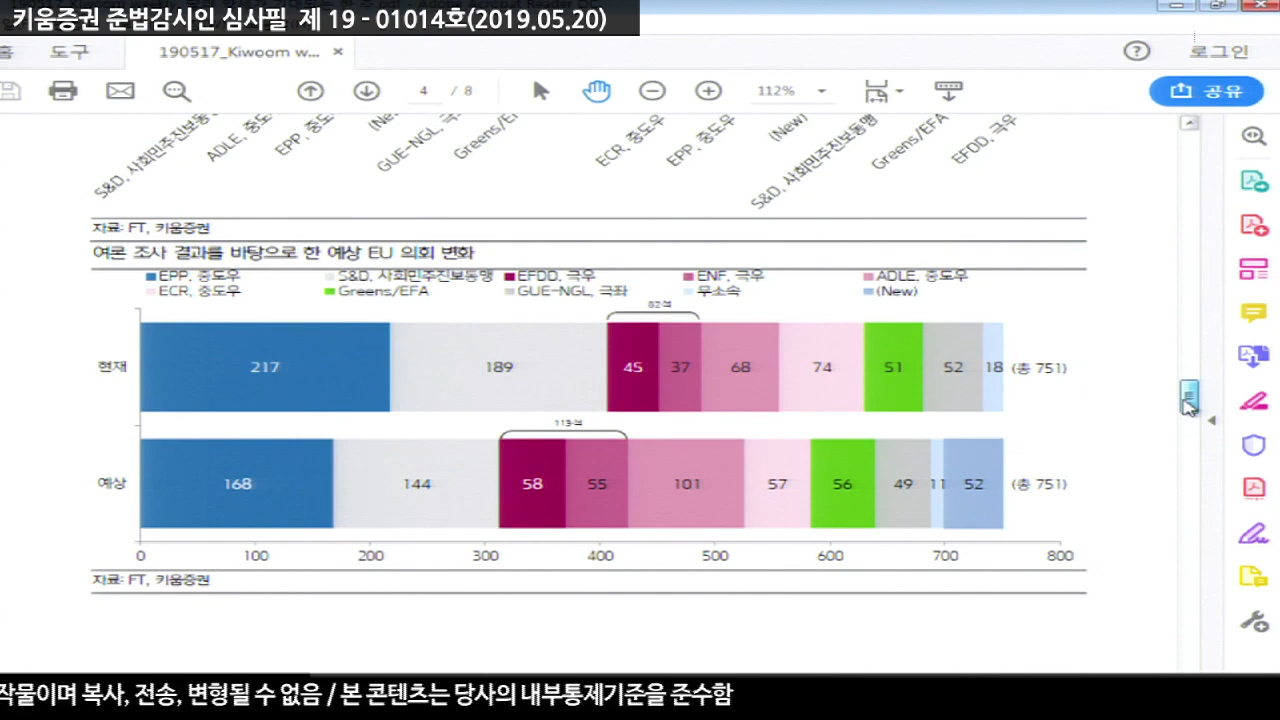 키움증권 준법감시인 심사필 제 19 - 01014호(2019.05.20)
홈 도구 190517_Kiwoom w... × ? 로그인
4 / 8 112% 공유
S&D, 사회민주진보동맹
ADLE, 중도
EPP, 중도
(New
GUE-NGL, 극좌
Greens/EF
ECR, 중도우
EPP, 중도우
(New)
S&D, 사회민주진보동맹
Greens/EFA
EFDD, 극우
자료: FT, 키움증권
여론 조사 결과를 바탕으로 한 예상 EU 의회 변화
EPP, 중도우 S&D, 사회민주진보동맹 EFDD, 극우 ENF, 극우 ADLE, 중도우
ECR, 중도우 Greens/EFA GUE-NGL, 극좌 무소속 (New)
82석
현재 217 189 45 37 68 74 51 52 18 (총 751)
113석
예상 168 144 58 55 101 57 56 49 11 52 (총 751)
0 100 200 300 400 500 600 700 800
자료: FT, 키움증권
작물이며 복사, 전송, 변형될 수 없음 / 본 콘텐츠는 당사의 내부통제기준을 준수함